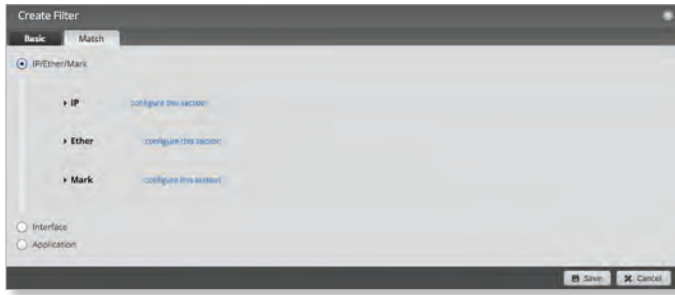 Create Filter
Basic Match
IP/Ether/Mark
IP configure this section
Ether configure this section
Mark configure this section
Interface
Application
Save Cancel